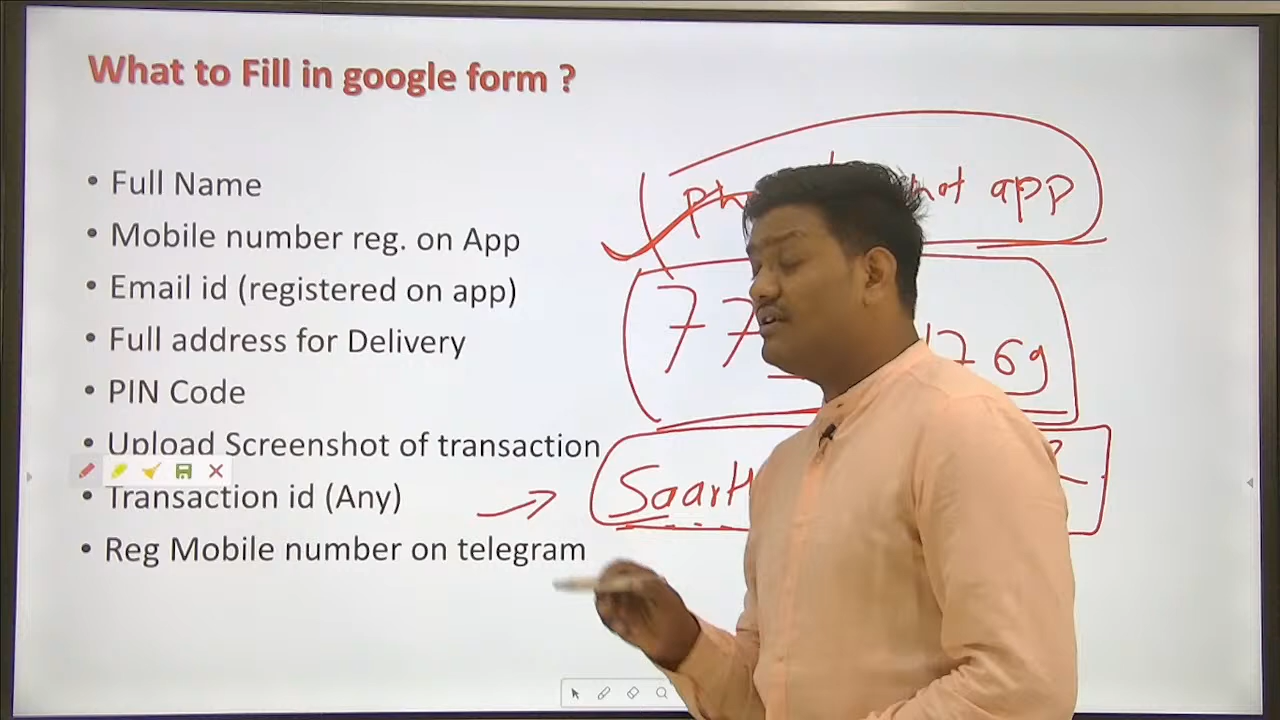 What to Fill in google form ?
• Full Name
• Mobile number reg. on App
• Email id (registered on app)
• Full address for Delivery
• PIN Code
• Upload Screenshot of transaction
• Transaction id (Any)
• Reg Mobile number on telegram
app
7 7
69